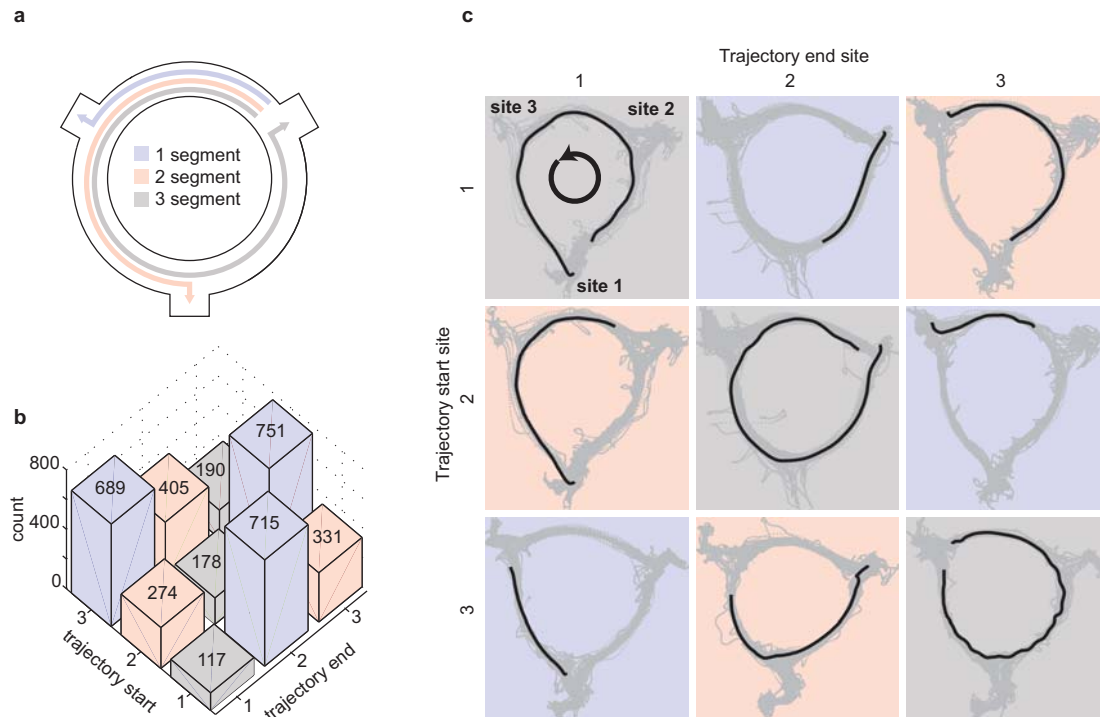 a
1 segment
2 segment
3 segment
b
count
800
400
0
689
405
190
751
274
178
715
331
117
3
2
1
trajectory start
1
2
3
trajectory end
c
Trajectory end site
1 2 3
Trajectory start site
1
2
3
site 3 site 2
site 1